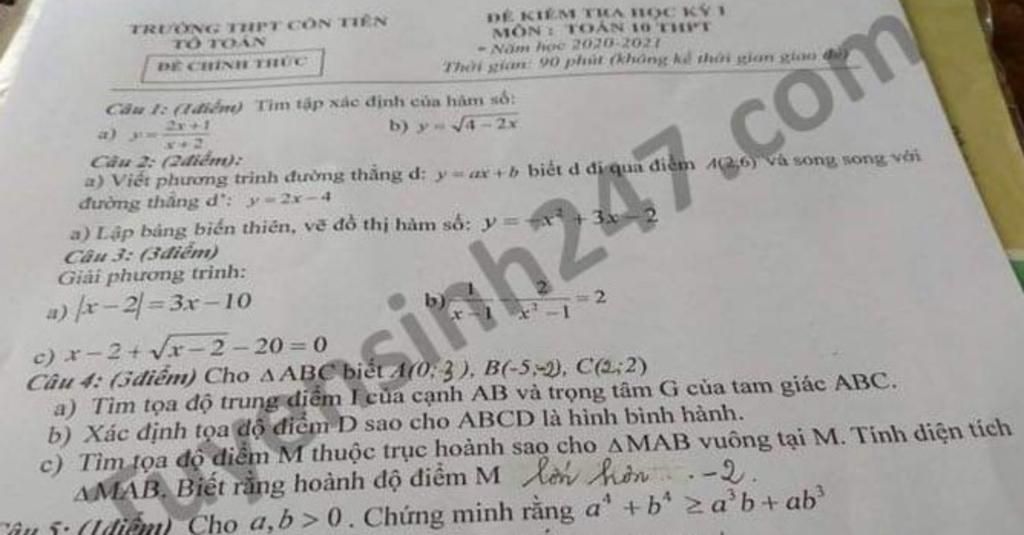 TRƯỜNG THPT CỒN TIÊN
TỔ TOÁN
ĐỀ CHÍNH THỨC
ĐỀ KIỂM TRA HỌC KỲ I
MÔN : TOÁN 10 THPT
- Năm học 2020-2021
Thời gian: 90 phút (không kể thời gian giao đề)
Câu 1: (1điểm) Tìm tập xác định của hàm số:
a) y = (2x+1)/(x+2) b) y = √(4-2x)
Câu 2: (2điểm):
a) Viết phương trình đường thẳng d: y = ax + b biết d đi qua điểm A(2;6) và song song với
đường thẳng d': y = 2x - 4
a) Lập bảng biến thiên, vẽ đồ thị hàm số: y = -x² + 3x - 2
Câu 3: (3điểm)
Giải phương trình:
a) |x - 2| = 3x - 10 b) 1/(x-1) 2/(x²-1) = 2
c) x - 2 + √(x-2) - 20 = 0
Câu 4: (3điểm) Cho ΔABC biết A(0;-3), B(-5;-2), C(2;2)
a) Tìm tọa độ trung điểm I của cạnh AB và trọng tâm G của tam giác ABC.
b) Xác định tọa độ điểm D sao cho ABCD là hình bình hành.
c) Tìm tọa độ điểm M thuộc trục hoành sao cho ΔMAB vuông tại M. Tính diện tích
ΔMAB. Biết rằng hoành độ điểm M lớn hơn -2.
Câu 5: (1điểm) Cho a,b > 0. Chứng minh rằng a⁴ + b⁴ ≥ a³b + ab³
Tuyensinh247.com